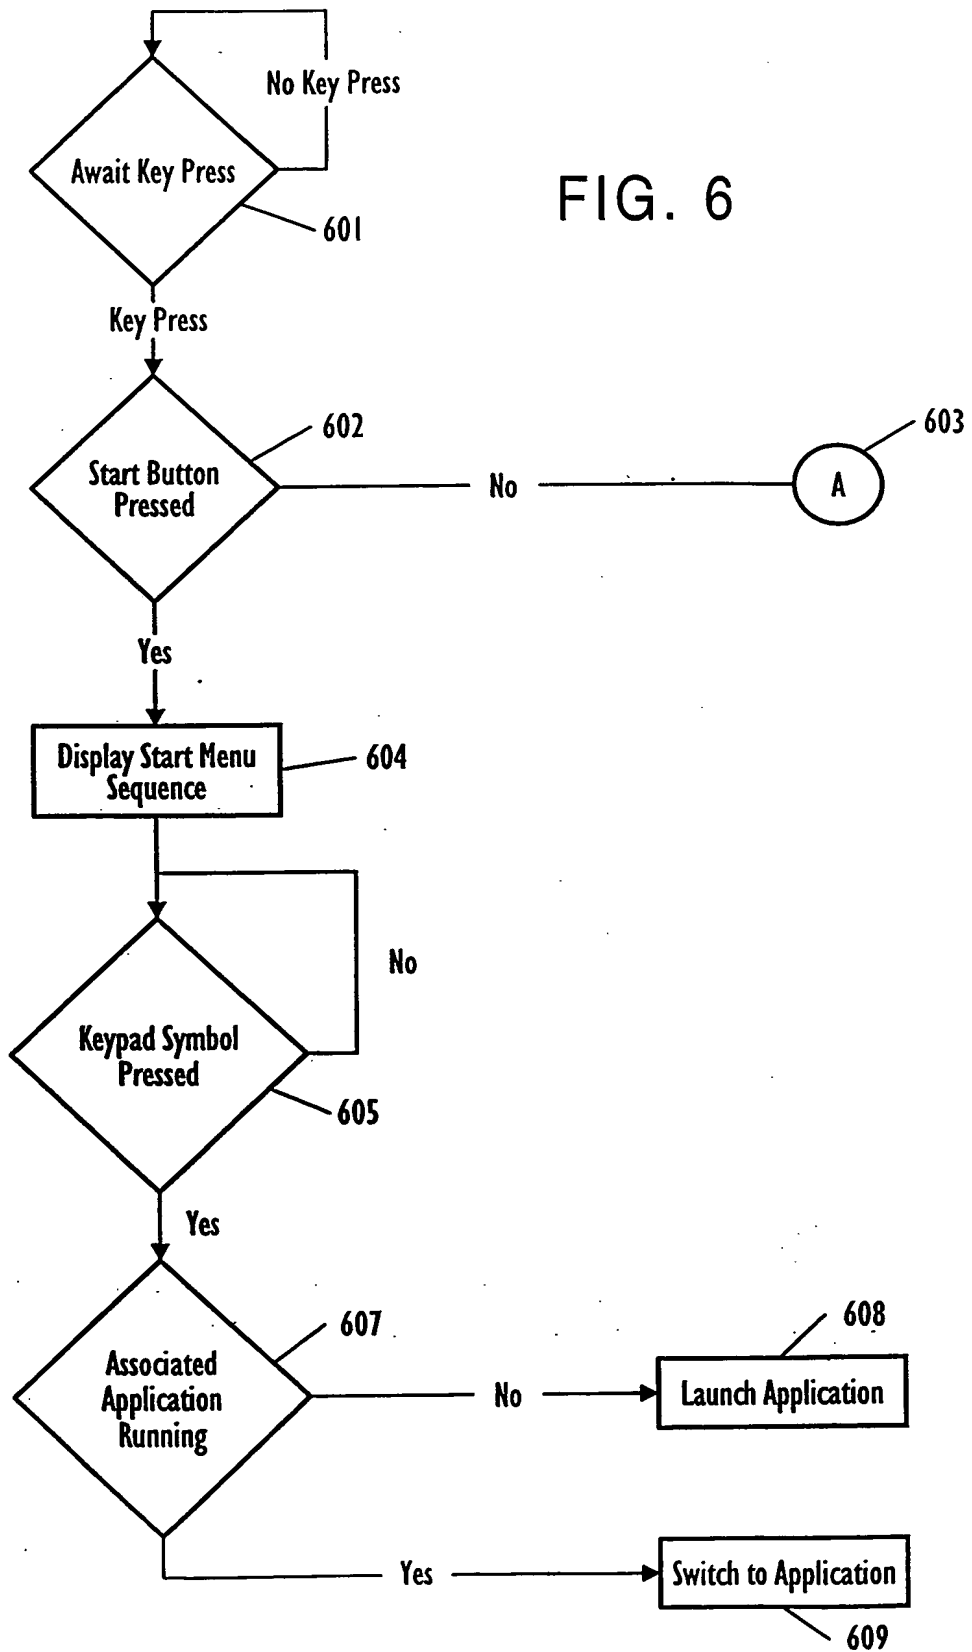 No Key Press
Await Key Press
601
FIG. 6
Key Press
602
603
Start Button
Pressed
No
A
Yes
Display Start Menu
Sequence
604
No
Keypad Symbol
Pressed
605
Yes
607
608
Associated
Application
Running
No
Launch Application
Yes
Switch to Application
609